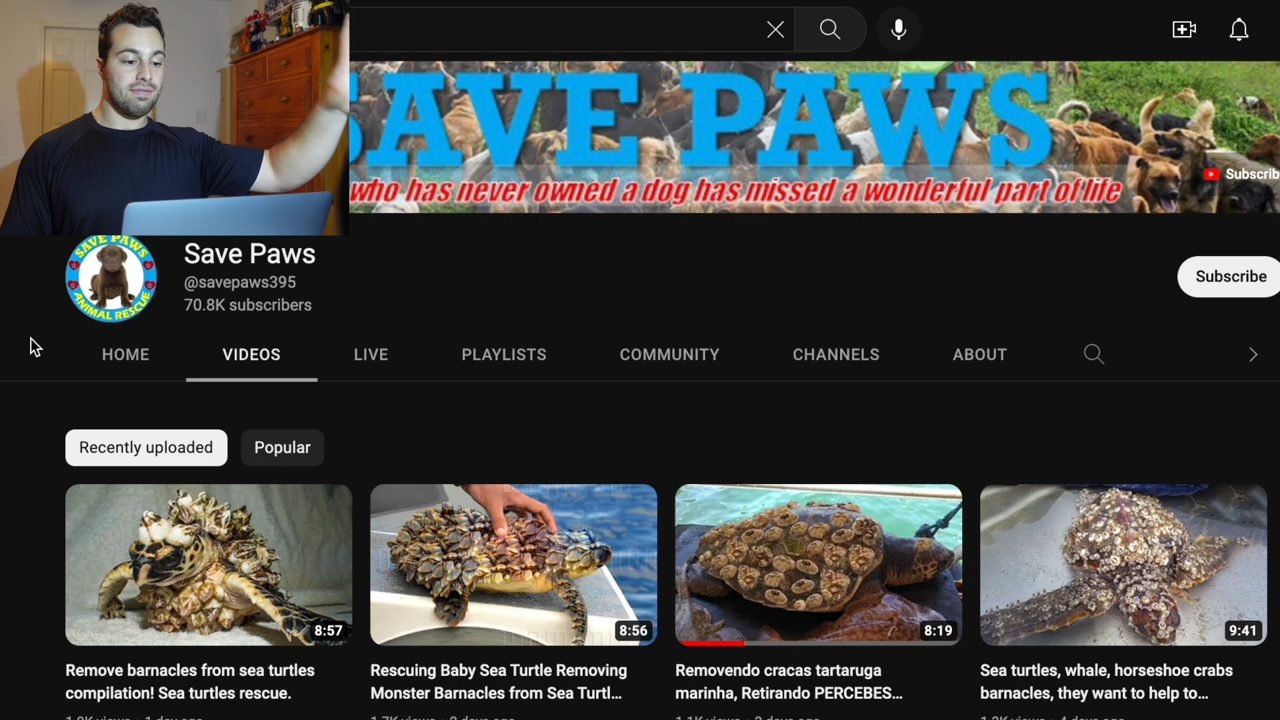 SAVE PAWS
who has never owned a dog has missed a wonderful part of life
Subscrib
SAVE PAWS
ANIMAL RESCUE
Save Paws
@savepaws395
70.8K subscribers
Subscribe
HOME
VIDEOS
LIVE
PLAYLISTS
COMMUNITY
CHANNELS
ABOUT
Recently uploaded
Popular
8:57
8:56
8:19
9:41
Remove barnacles from sea turtles
compilation! Sea turtles rescue.
Rescuing Baby Sea Turtle Removing
Monster Barnacles from Sea Turtl...
Removendo cracas tartaruga
marinha, Retirando PERCEBES...
Sea turtles, whale, horseshoe crabs
barnacles, they want to help to...